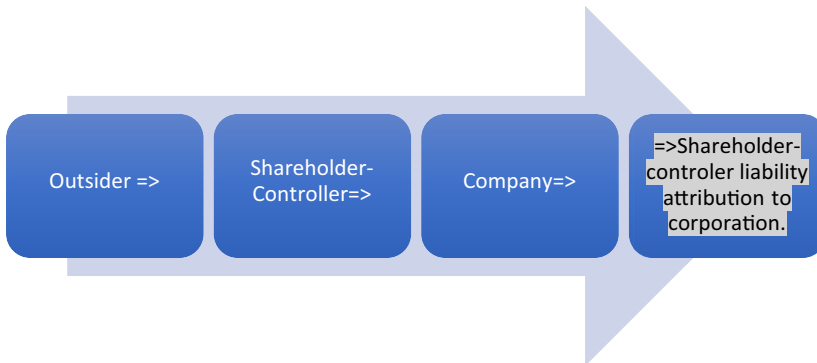 Outsider =>
Shareholder-
Controller=>
Company=>
=>Shareholder-
controler liability
attribution to
corporation.